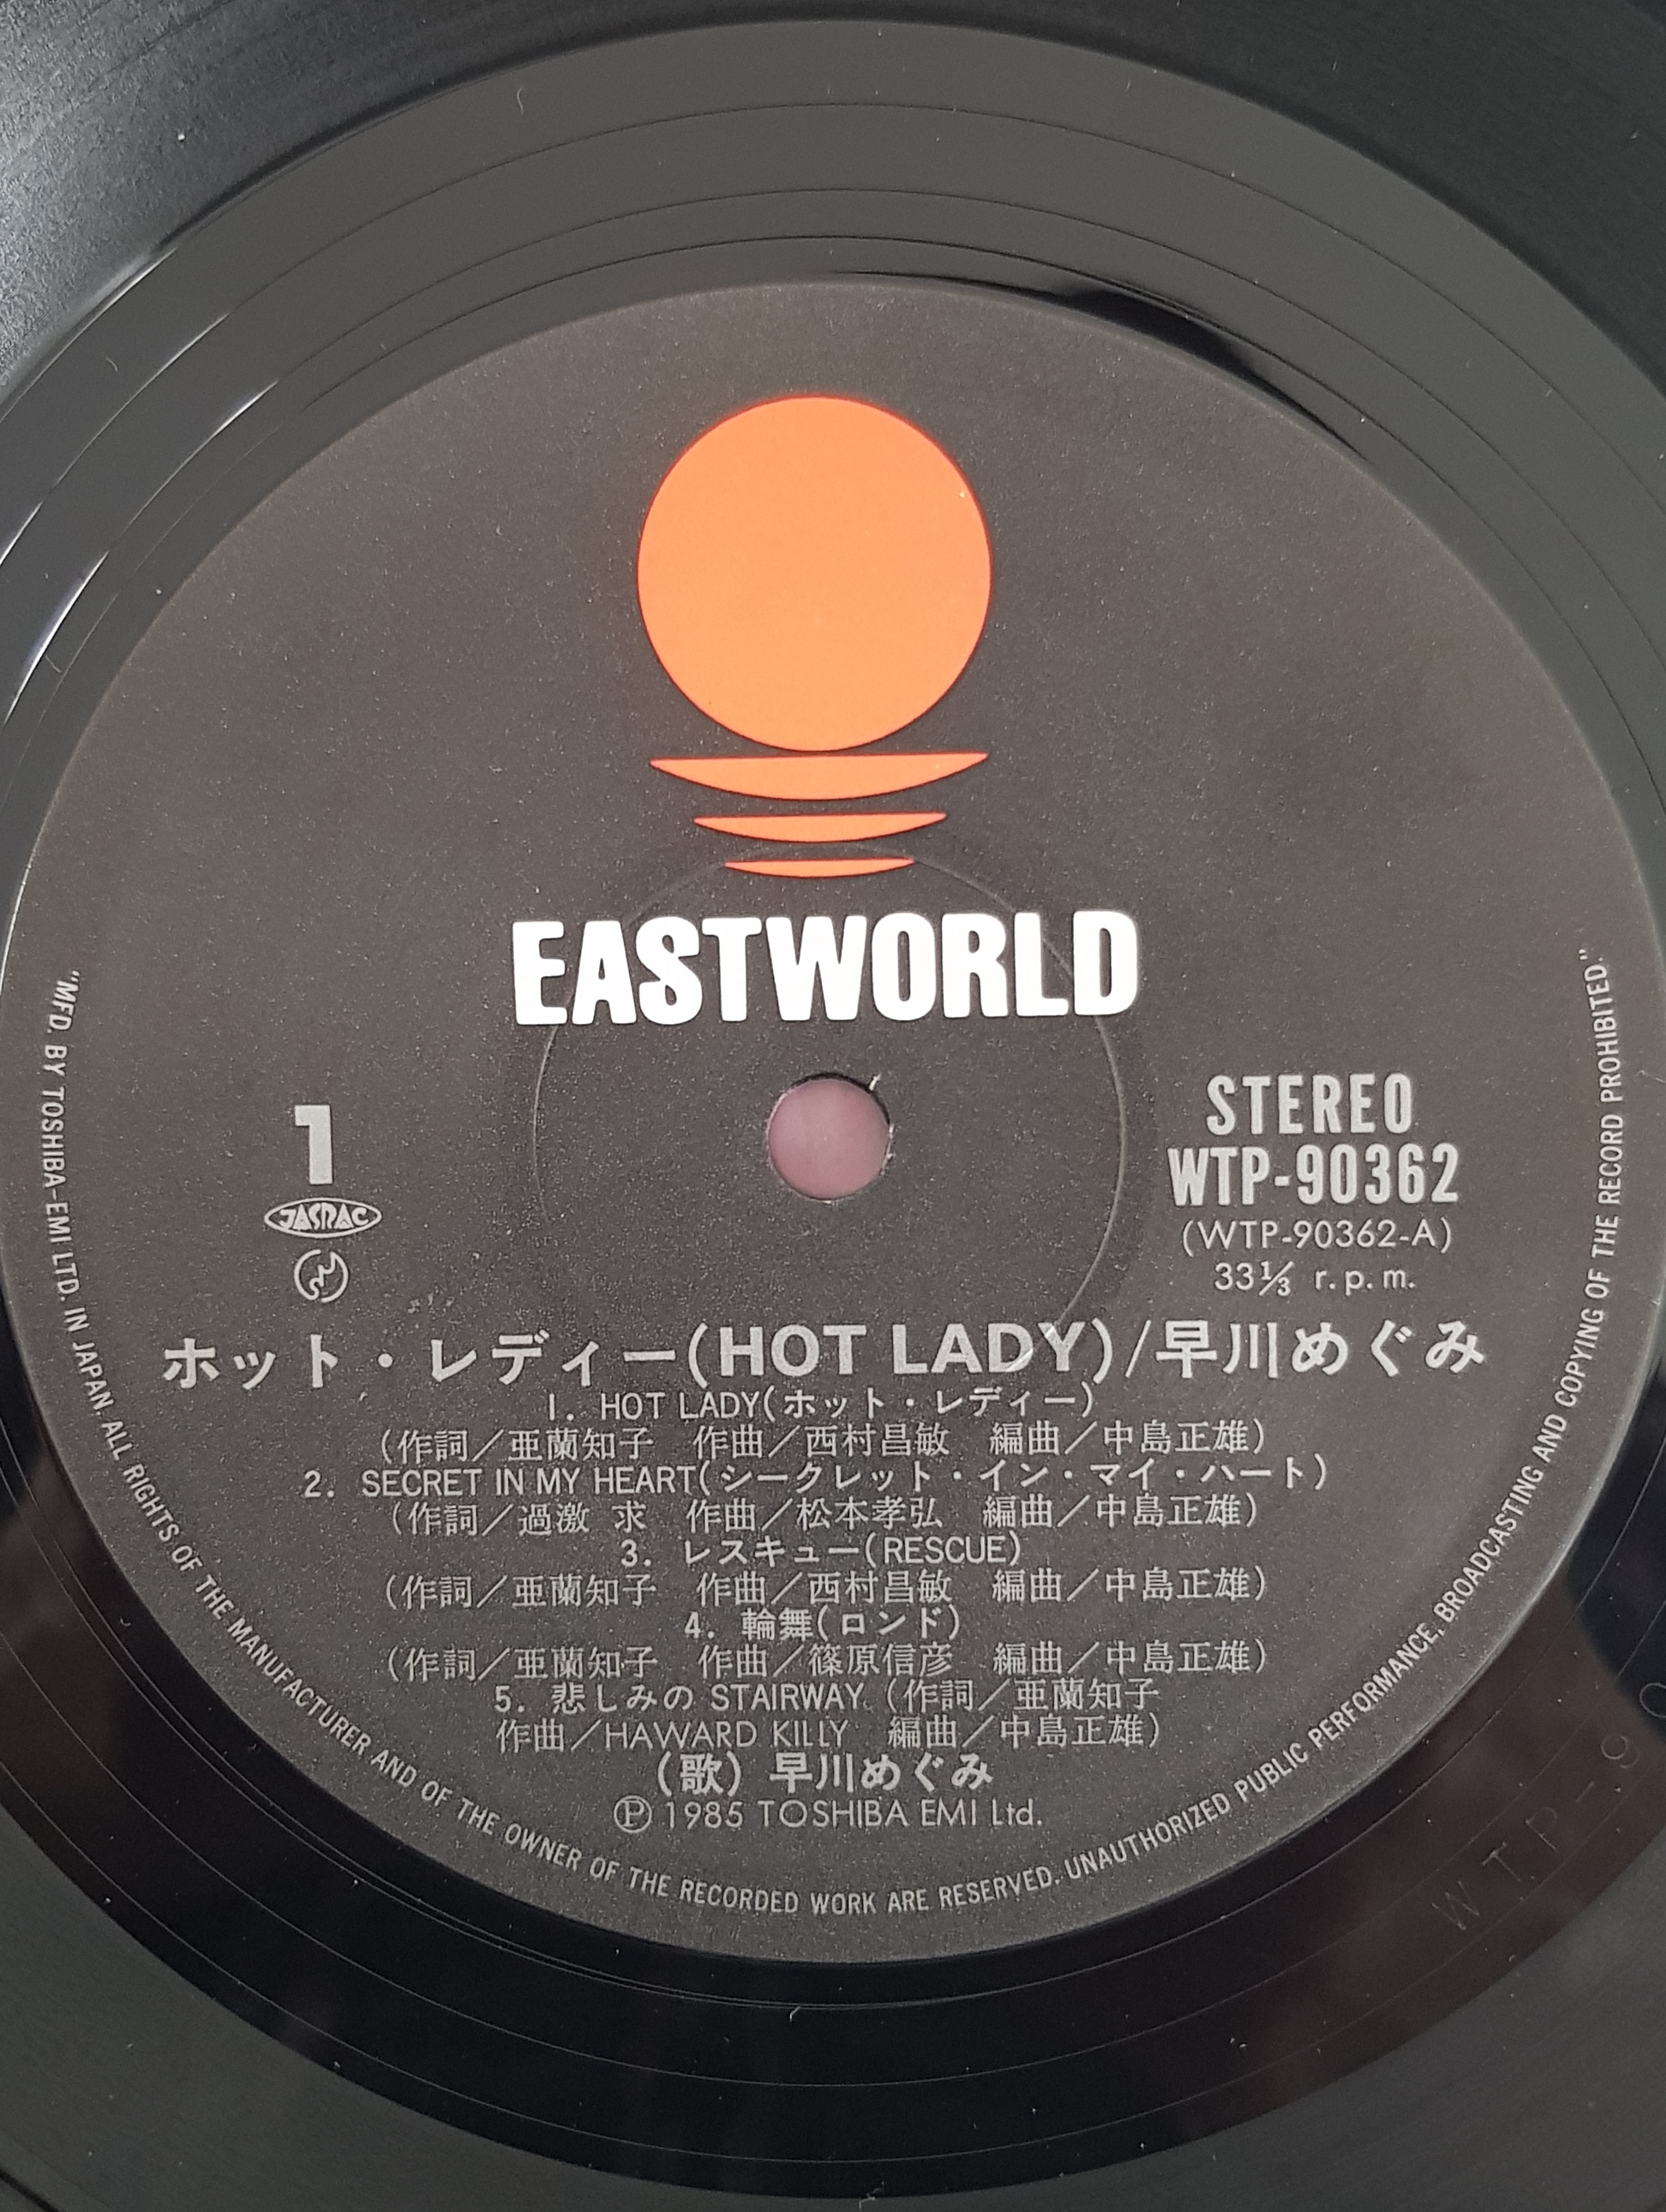 EASTWORLD
1
JASRAC
STEREO
WTP-90362
(WTP-90362-A)
33⅓ r.p.m.
ホット・レディー(HOT LADY)/早川めぐみ
1. HOT LADY(ホット・レディー)
(作詞/亜蘭知子 作曲/西村昌敏 編曲/中島正雄)
2. SECRET IN MY HEART(シークレット・イン・マイ・ハート)
(作詞/過激 求 作曲/松本孝弘 編曲/中島正雄)
3. レスキュー(RESCUE)
(作詞/亜蘭知子 作曲/西村昌敏 編曲/中島正雄)
4. 輪舞(ロンド)
(作詞/亜蘭知子 作曲/篠原信彦 編曲/中島正雄)
5. 悲しみの STAIRWAY (作詞/亜蘭知子
作曲/HAWARD KILLY 編曲/中島正雄)
(歌) 早川めぐみ
Ⓟ 1985 TOSHIBA EMI Ltd.
"MFD. BY TOSHIBA-EMI LTD. IN JAPAN. ALL RIGHTS OF THE MANUFACTURER AND OF THE OWNER OF THE RECORDED WORK ARE RESERVED. UNAUTHORIZED PUBLIC PERFORMANCE, BROADCASTING AND COPYING OF THE RECORD PROHIBITED."
WTP-90